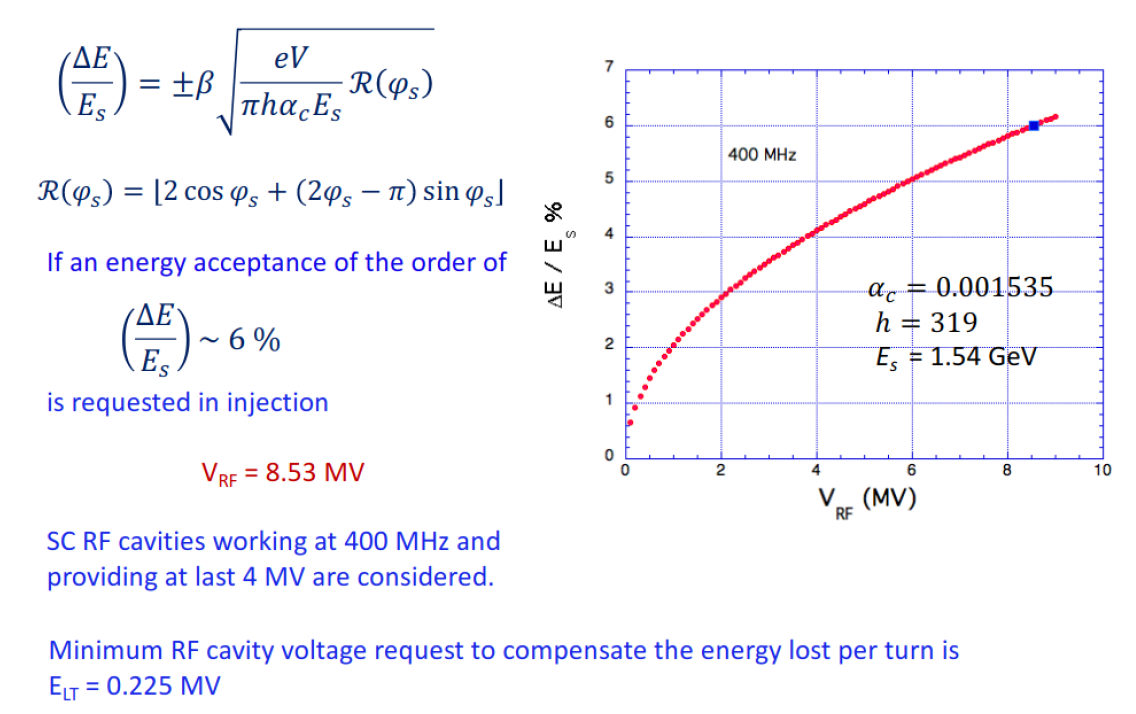 (ΔE/E_s) = ±β √(eV/(πhα_cE_s) ℛ(φ_s))
ℛ(φ_s) = ⌊2 cos φ_s + (2φ_s − π) sin φ_s⌋
If an energy acceptance of the order of
(ΔE/E_s) ~ 6 %
is requested in injection
V_RF = 8.53 MV
SC RF cavities working at 400 MHz and
providing at last 4 MV are considered.
Minimum RF cavity voltage request to compensate the energy lost per turn is
E_LT = 0.225 MV
7
6
5
4
3
2
1
0
ΔE / E_s %
400 MHz
α_c = 0.001535
h = 319
E_s = 1.54 GeV
0 2 4 6 8 10
V_RF (MV)